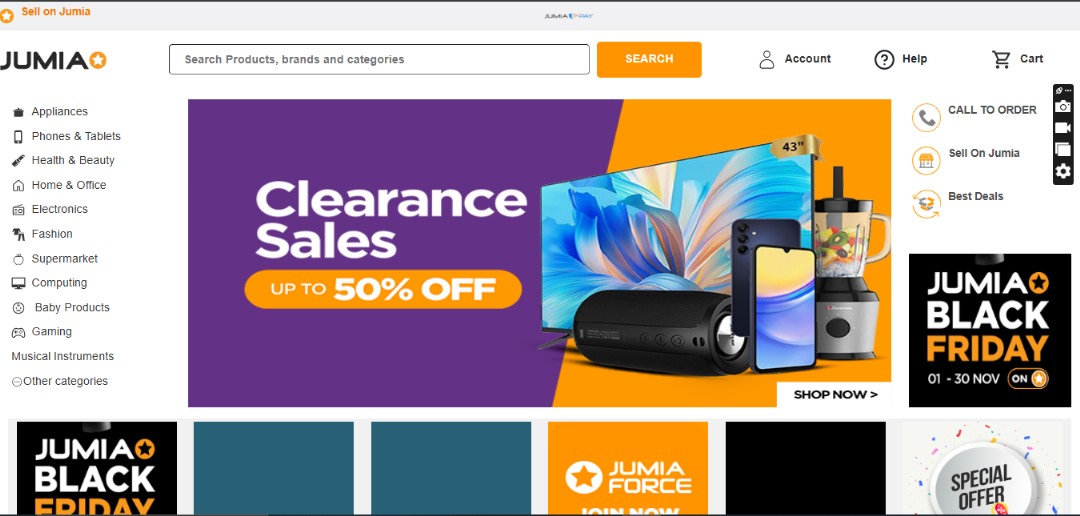 Sell on Jumia
JUMIA PAY
JUMIA
Search Products, brands and categories
SEARCH
Account
Help
Cart
Appliances
Phones & Tablets
Health & Beauty
Home & Office
Electronics
Fashion
Supermarket
Computing
Baby Products
Gaming
Musical Instruments
Other categories
Clearance
Sales
UP TO 50% OFF
43"
SHOP NOW >
CALL TO ORDER
Sell On Jumia
Best Deals
JUMIA
BLACK
FRIDAY
01 - 30 NOV ON
JUMIA
BLACK
FRIDAY
JUMIA
FORCE
JOIN NOW
SPECIAL
OFFER